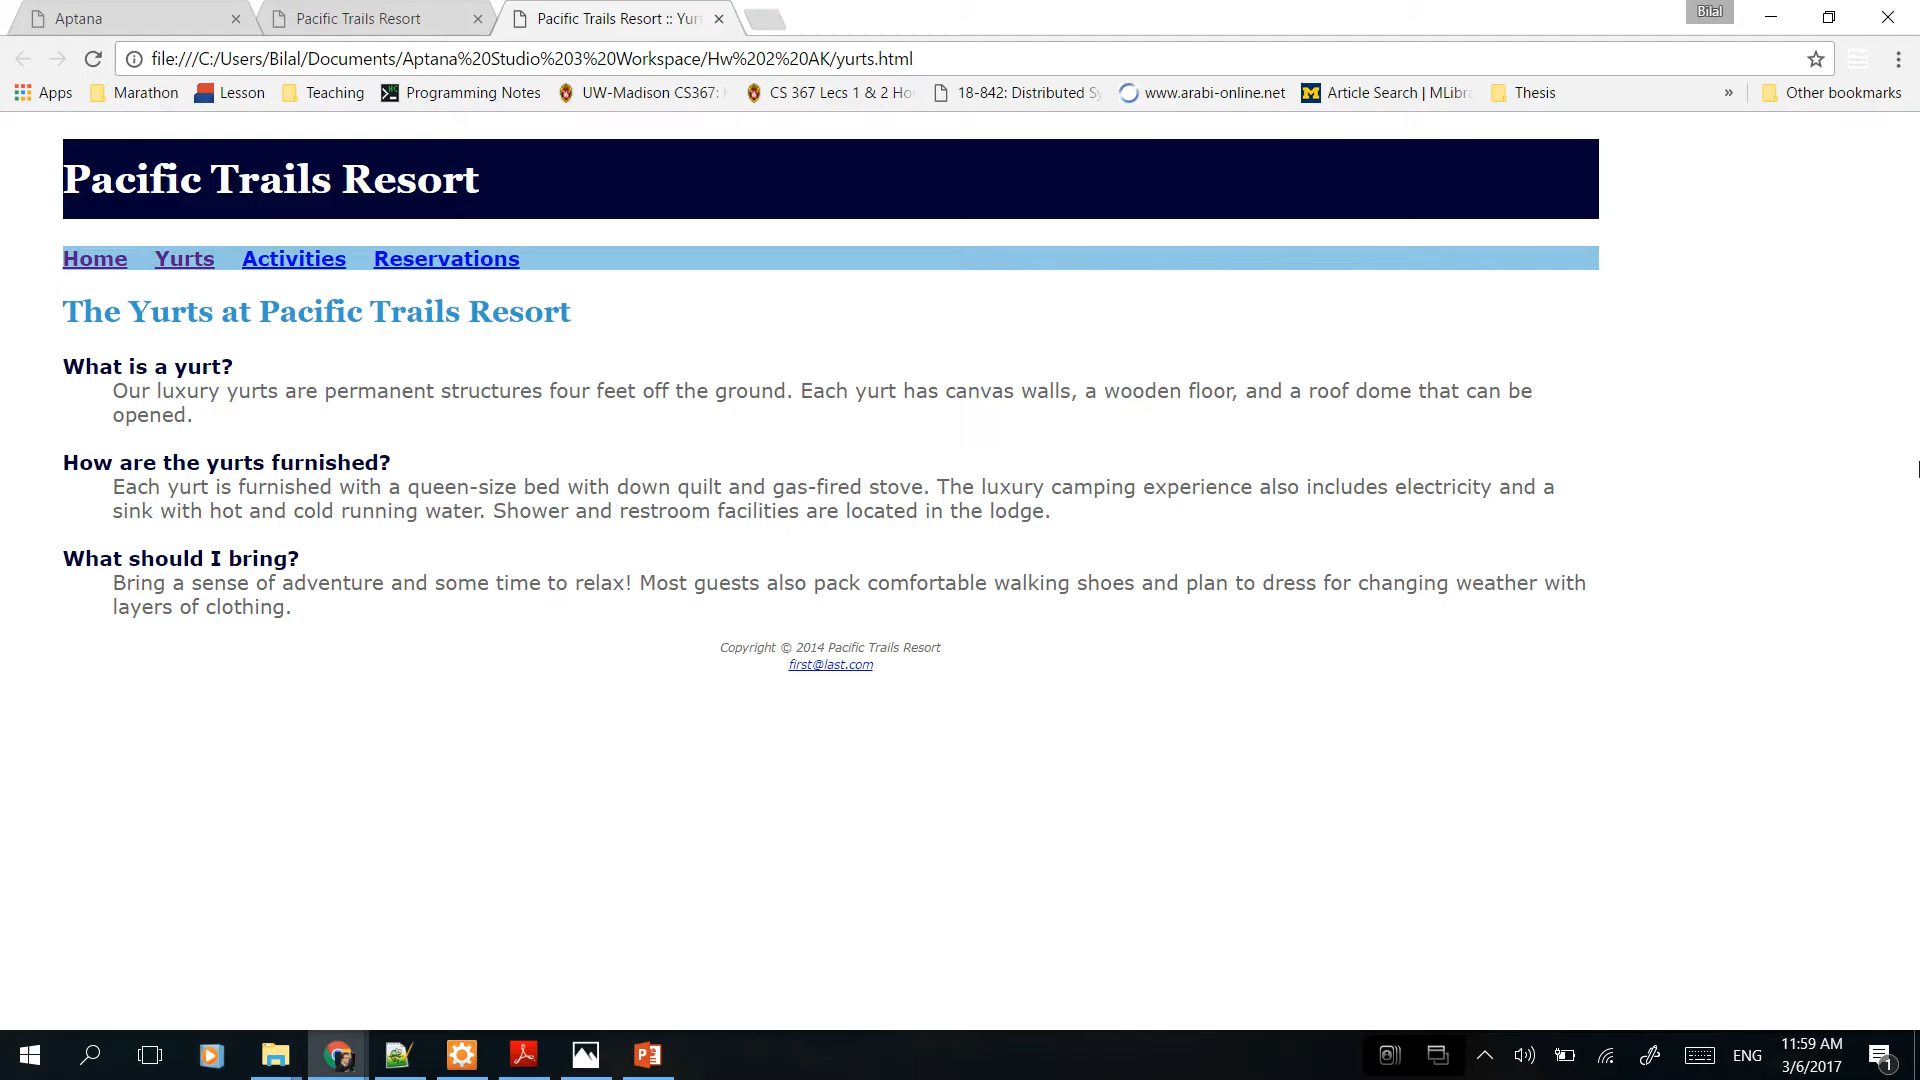 Aptana
Pacific Trails Resort
Pacific Trails Resort :: Yur
Bilal
file:///C:/Users/Bilal/Documents/Aptana%20Studio%203%20Workspace/Hw%202%20AK/yurts.html
Apps Marathon Lesson Teaching Programming Notes UW-Madison CS367: CS 367 Lecs 1 & 2 Ho 18-842: Distributed Sy www.arabi-online.net Article Search | MLibra Thesis » Other bookmarks
Pacific Trails Resort
Home Yurts Activities Reservations
The Yurts at Pacific Trails Resort
What is a yurt?
Our luxury yurts are permanent structures four feet off the ground. Each yurt has canvas walls, a wooden floor, and a roof dome that can be
opened.
How are the yurts furnished?
Each yurt is furnished with a queen-size bed with down quilt and gas-fired stove. The luxury camping experience also includes electricity and a
sink with hot and cold running water. Shower and restroom facilities are located in the lodge.
What should I bring?
Bring a sense of adventure and some time to relax! Most guests also pack comfortable walking shoes and plan to dress for changing weather with
layers of clothing.
Copyright © 2014 Pacific Trails Resort
first@last.com
ENG
11:59 AM
3/6/2017
1